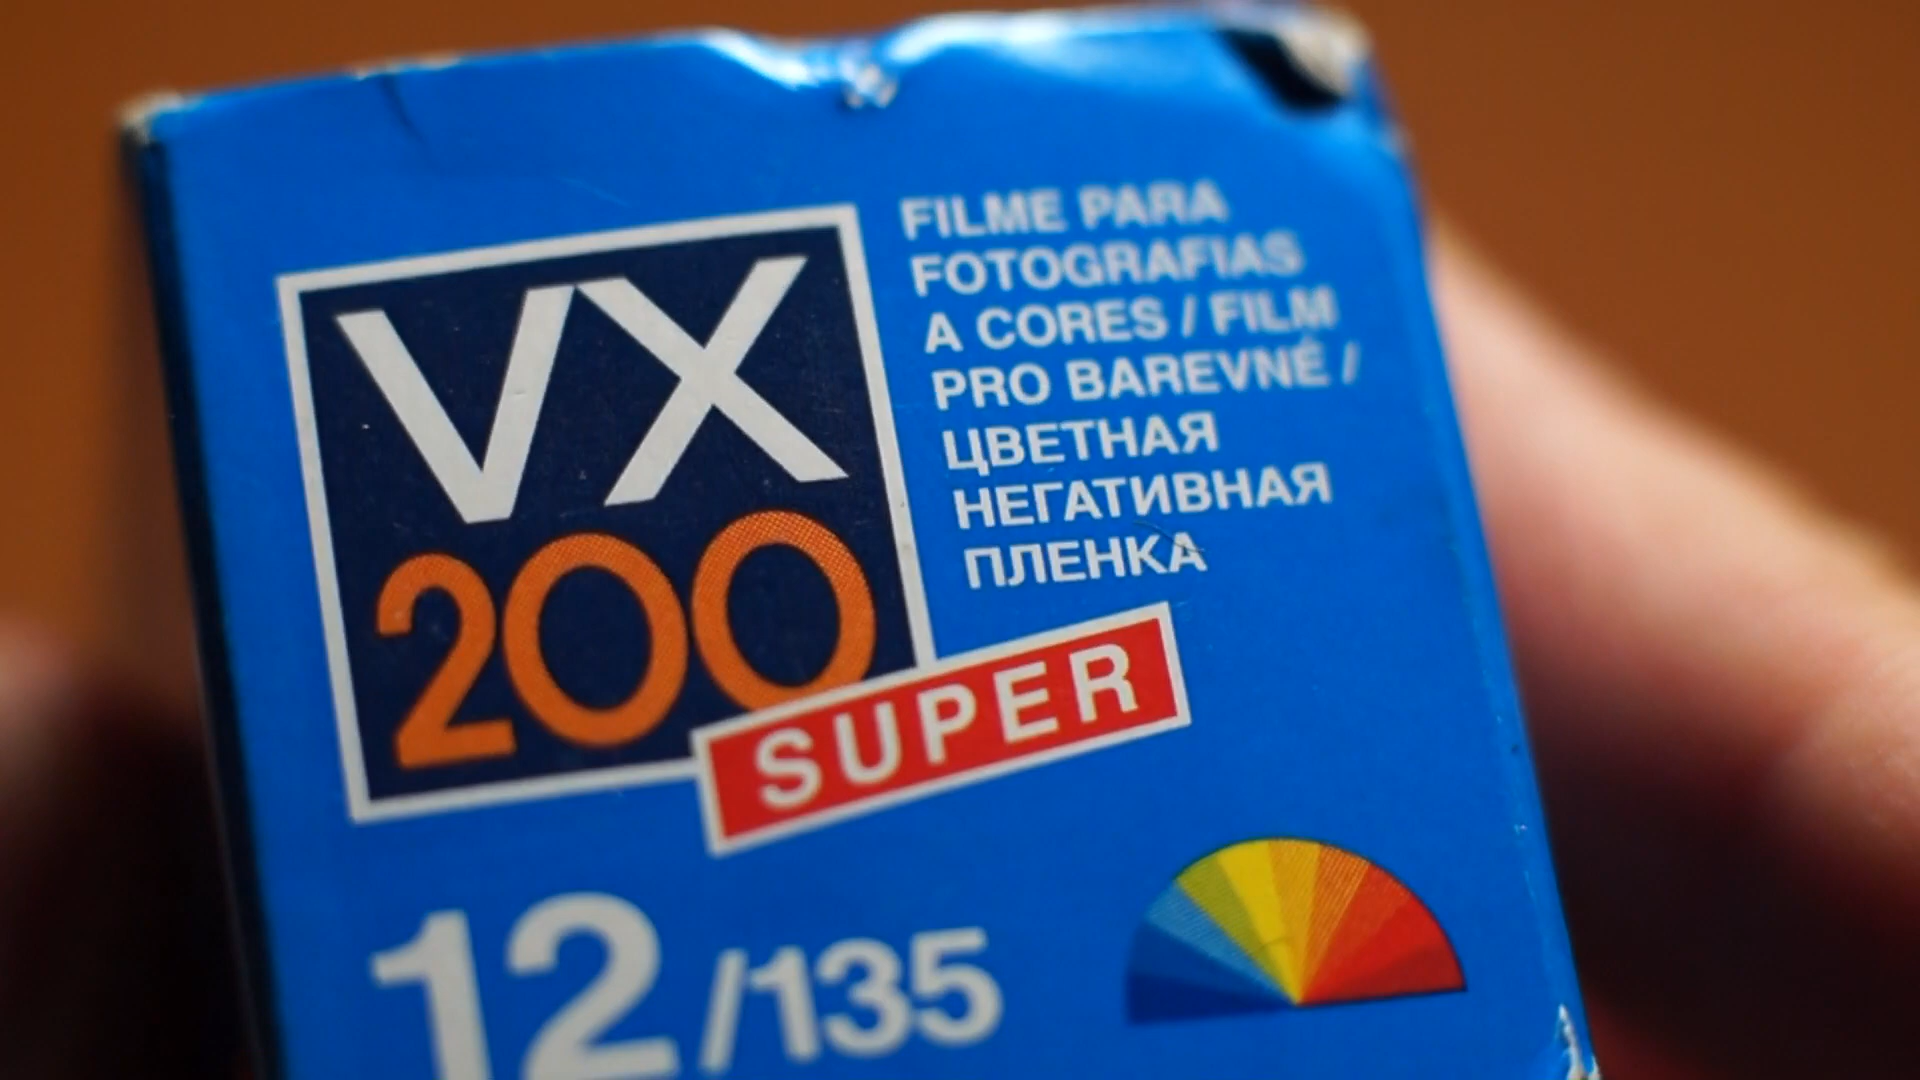 VX
200
SUPER
FILME PARA
FOTOGRAFIAS
A CORES / FILM
PRO BAREVNÉ /
ЦВЕТНАЯ
НЕГАТИВНАЯ
ПЛЕНКА
12/135